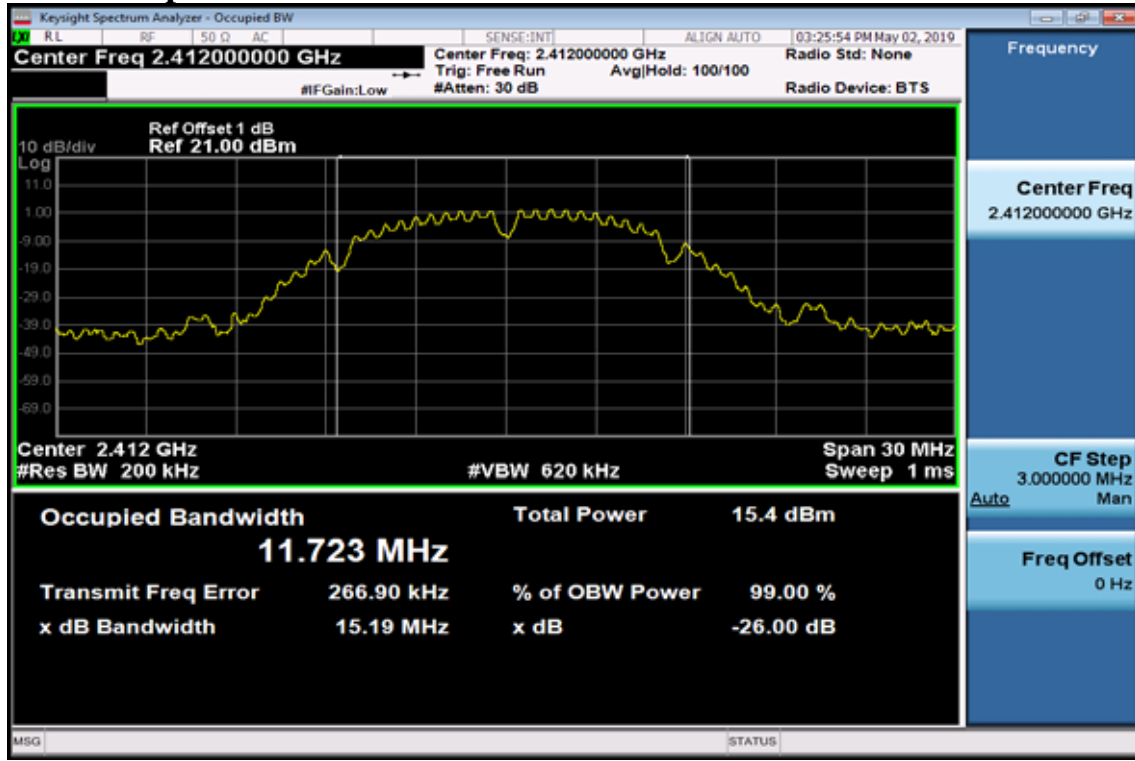 Keysight Spectrum Analyzer - Occupied BW
RL RF 50 Ω AC SENSE:INT ALIGN AUTO 03:25:54 PM May 02, 2019
Center Freq 2.412000000 GHz
Center Freq: 2.412000000 GHz Radio Std: None
Trig: Free Run Avg|Hold: 100/100
#IFGain:Low #Atten: 30 dB Radio Device: BTS
Frequency
Ref Offset 1 dB
10 dB/div Ref 21.00 dBm
Log
11.0
1.00
-9.00
-19.0
-29.0
-39.0
-49.0
-59.0
-69.0
Center 2.412 GHz Span 30 MHz
#Res BW 200 kHz #VBW 620 kHz Sweep 1 ms
Center Freq
2.412000000 GHz
CF Step
3.000000 MHz
Auto Man
Freq Offset
0 Hz
Occupied Bandwidth Total Power 15.4 dBm
11.723 MHz
Transmit Freq Error 266.90 kHz % of OBW Power 99.00 %
x dB Bandwidth 15.19 MHz x dB -26.00 dB
MSG STATUS